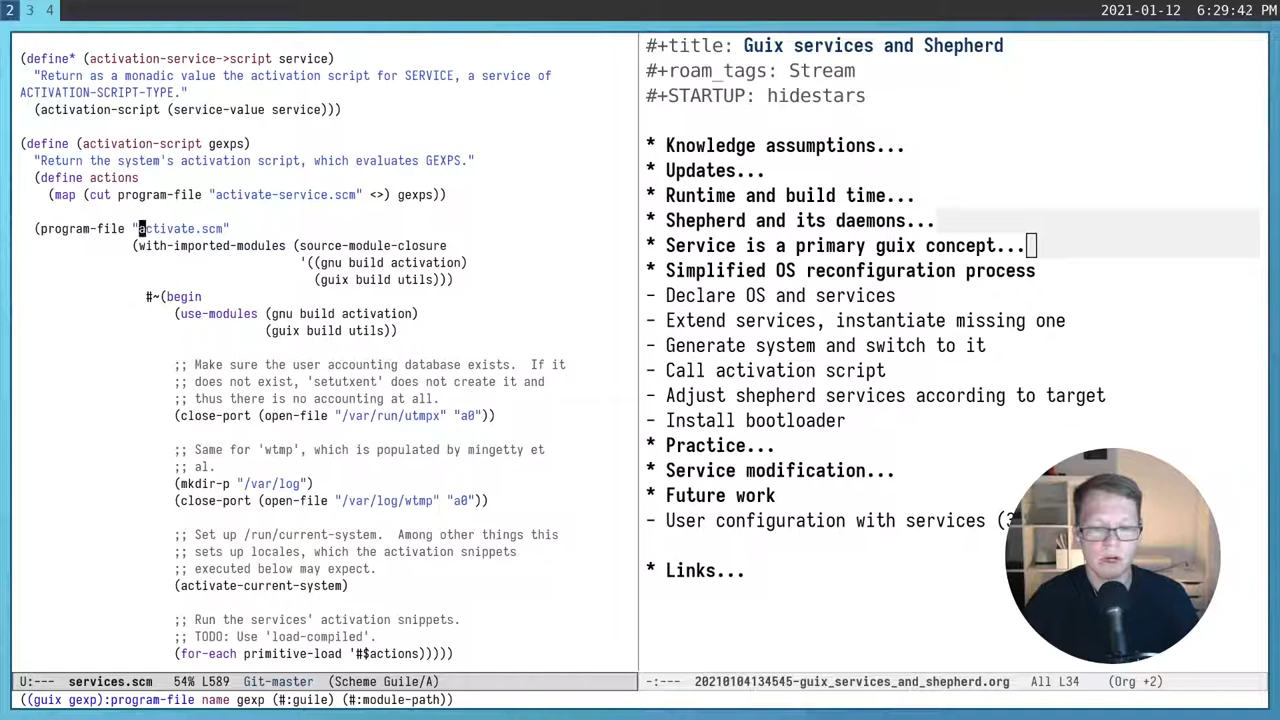 2 3 4
2021-01-12 6:29:42 PM
(define* (activation-service->script service)
"Return as a monadic value the activation script for SERVICE, a service of
ACTIVATION-SCRIPT-TYPE."
(activation-script (service-value service)))
(define (activation-script gexps)
"Return the system's activation script, which evaluates GEXPS."
(define actions
(map (cut program-file "activate-service.scm" <>) gexps))
(program-file "activate.scm"
(with-imported-modules (source-module-closure
'((gnu build activation)
(guix build utils)))
#~(begin
(use-modules (gnu build activation)
(guix build utils))
;; Make sure the user accounting database exists.  If it
;; does not exist, 'setutxent' does not create it and
;; thus there is no accounting at all.
(close-port (open-file "/var/run/utmpx" "a0"))
;; Same for 'wtmp', which is populated by mingetty et
;; al.
(mkdir-p "/var/log")
(close-port (open-file "/var/log/wtmp" "a0"))
;; Set up /run/current-system.  Among other things this
;; sets up locales, which the activation snippets
;; executed below may expect.
(activate-current-system)
;; Run the services' activation snippets.
;; TODO: Use 'load-compiled'.
(for-each primitive-load '#$actions)))))
U:--- services.scm 54% L589 Git-master (Scheme Guile/A)
((guix gexp):program-file name gexp (#:guile) (#:module-path))
#+title: Guix services and Shepherd
#+roam_tags: Stream
#+STARTUP: hidestars
* Knowledge assumptions...
* Updates...
* Runtime and build time...
* Shepherd and its daemons...
* Service is a primary guix concept...
* Simplified OS reconfiguration process
- Declare OS and services
- Extend services, instantiate missing one
- Generate system and switch to it
- Call activation script
- Adjust shepherd services according to target
- Install bootloader
* Practice...
* Service modification...
* Future work
- User configuration with services
* Links...
-:--- 20210104134545-guix_services_and_shepherd.org All L34 (Org +2)